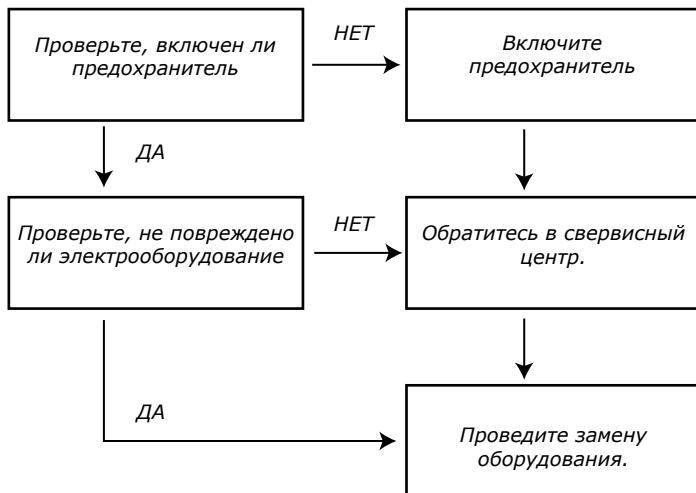 Проверьте, включен ли
предохранитель
НЕТ
Включите
предохранитель
ДА
Проверьте, не повреждено
ли электрооборудование
НЕТ
Обратитесь в свервисный
центр.
ДА
Проведите замену
оборудования.